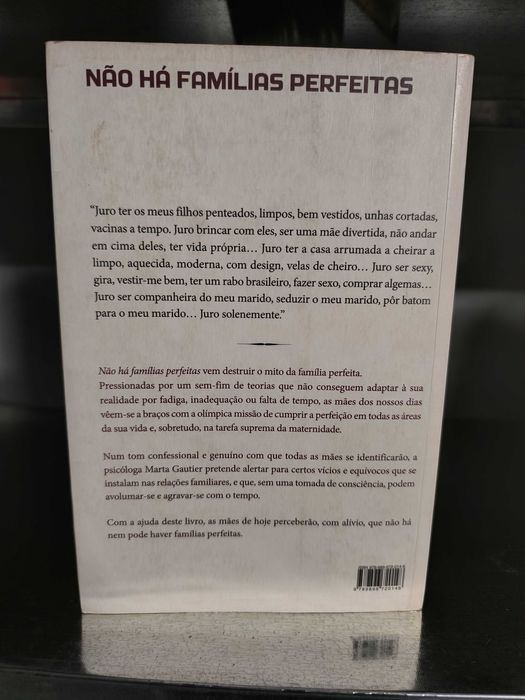 NÃO HÁ FAMÍLIAS PERFEITAS
“Juro ter os meus filhos penteados, limpos, bem vestidos, unhas cortadas,
vacinas a tempo. Juro brincar com eles, ser uma mãe divertida, não andar
em cima deles, ter vida própria… Juro ter a casa arrumada a cheirar a
limpo, aquecida, moderna, com design, velas de cheiro… Juro ser sexy,
gira, vestir-me bem, ter um rabo brasileiro, fazer sexo, comprar algemas…
Juro ser companheira do meu marido, seduzir o meu marido, pôr batom
para o meu marido… Juro solenemente.”
Não há famílias perfeitas vem destruir o mito da família perfeita.
Pressionadas por um sem-fim de teorias que não conseguem adaptar à sua
realidade por fadiga, inadequação ou falta de tempo, as mães dos nossos dias
vêem-se a braços com a olímpica missão de cumprir a perfeição em todas as áreas
da sua vida e, sobretudo, na tarefa suprema da maternidade.
Num tom confessional e genuíno com que todas as mães se identificarão, a
psicóloga Marta Gautier pretende alertar para certos vícios e equívocos que se
instalam nas relações familiares, e que, sem uma tomada de consciência, podem
avolumar-se e agravar-se com o tempo.
Com a ajuda deste livro, as mães de hoje perceberão, com alívio, que não há
nem pode haver famílias perfeitas.